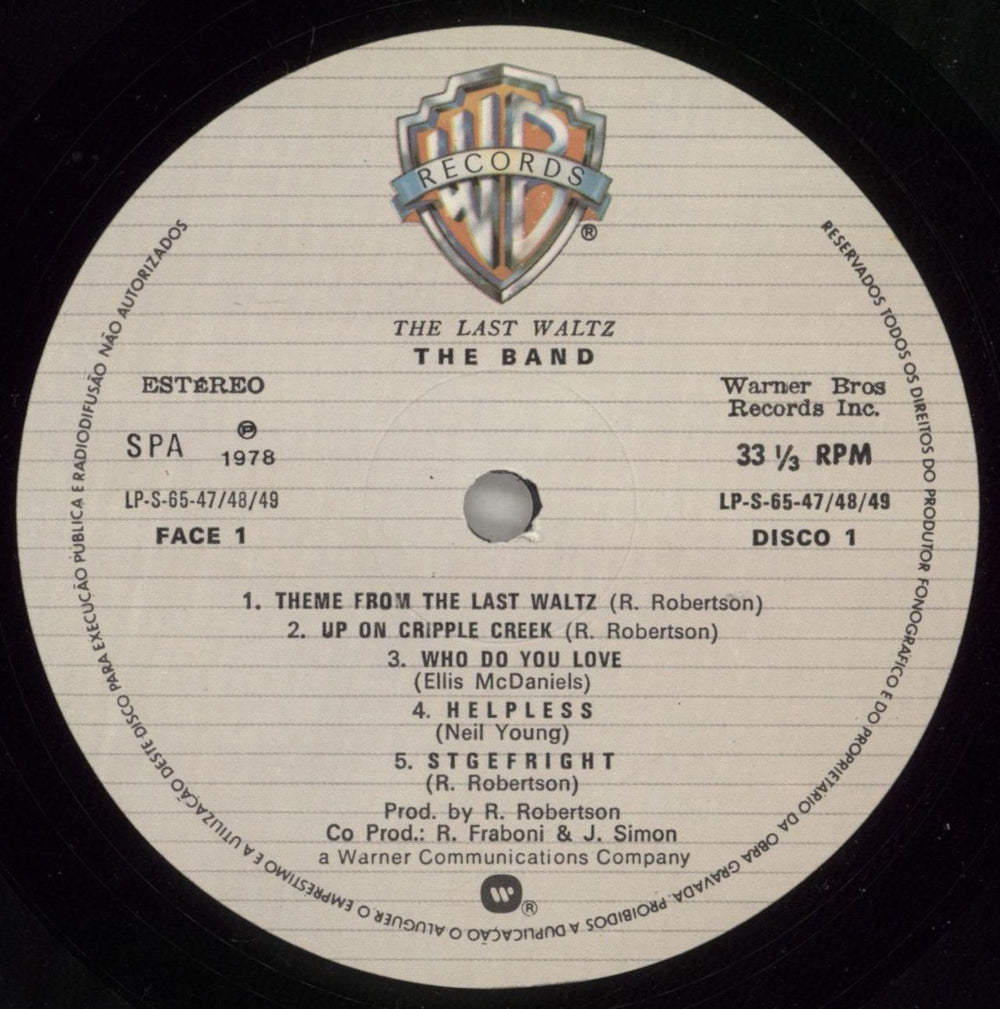 WB
RECORDS
®
THE LAST WALTZ
THE BAND
ESTÉREO
SPA
℗
1978
LP-S-65-47/48/49
FACE 1
Warner Bros
Records Inc.
33 ⅓ RPM
LP-S-65-47/48/49
DISCO 1
1. THEME FROM THE LAST WALTZ (R. Robertson)
2. UP ON CRIPPLE CREEK (R. Robertson)
3. WHO DO YOU LOVE
(Ellis McDaniels)
4. HELPLESS
(Neil Young)
5. STGEFRIGHT
(R. Robertson)
Prod. by R. Robertson
Co Prod.: R. Fraboni & J. Simon
a Warner Communications Company
W ®
RESERVADOS TODOS OS DIREITOS DO PRODUTOR FONOGRÁFICO E DO PROPRIETÁRIO DA OBRA GRAVADA. PROIBIDOS A DUPLICAÇÃO O ALUGUER O EMPRESTIMO E A UTILIZAÇÃO DESTE DISCO PARA EXECUÇÃO PÚBLICA E RADIODIFUSÃO NÃO AUTORIZADOS